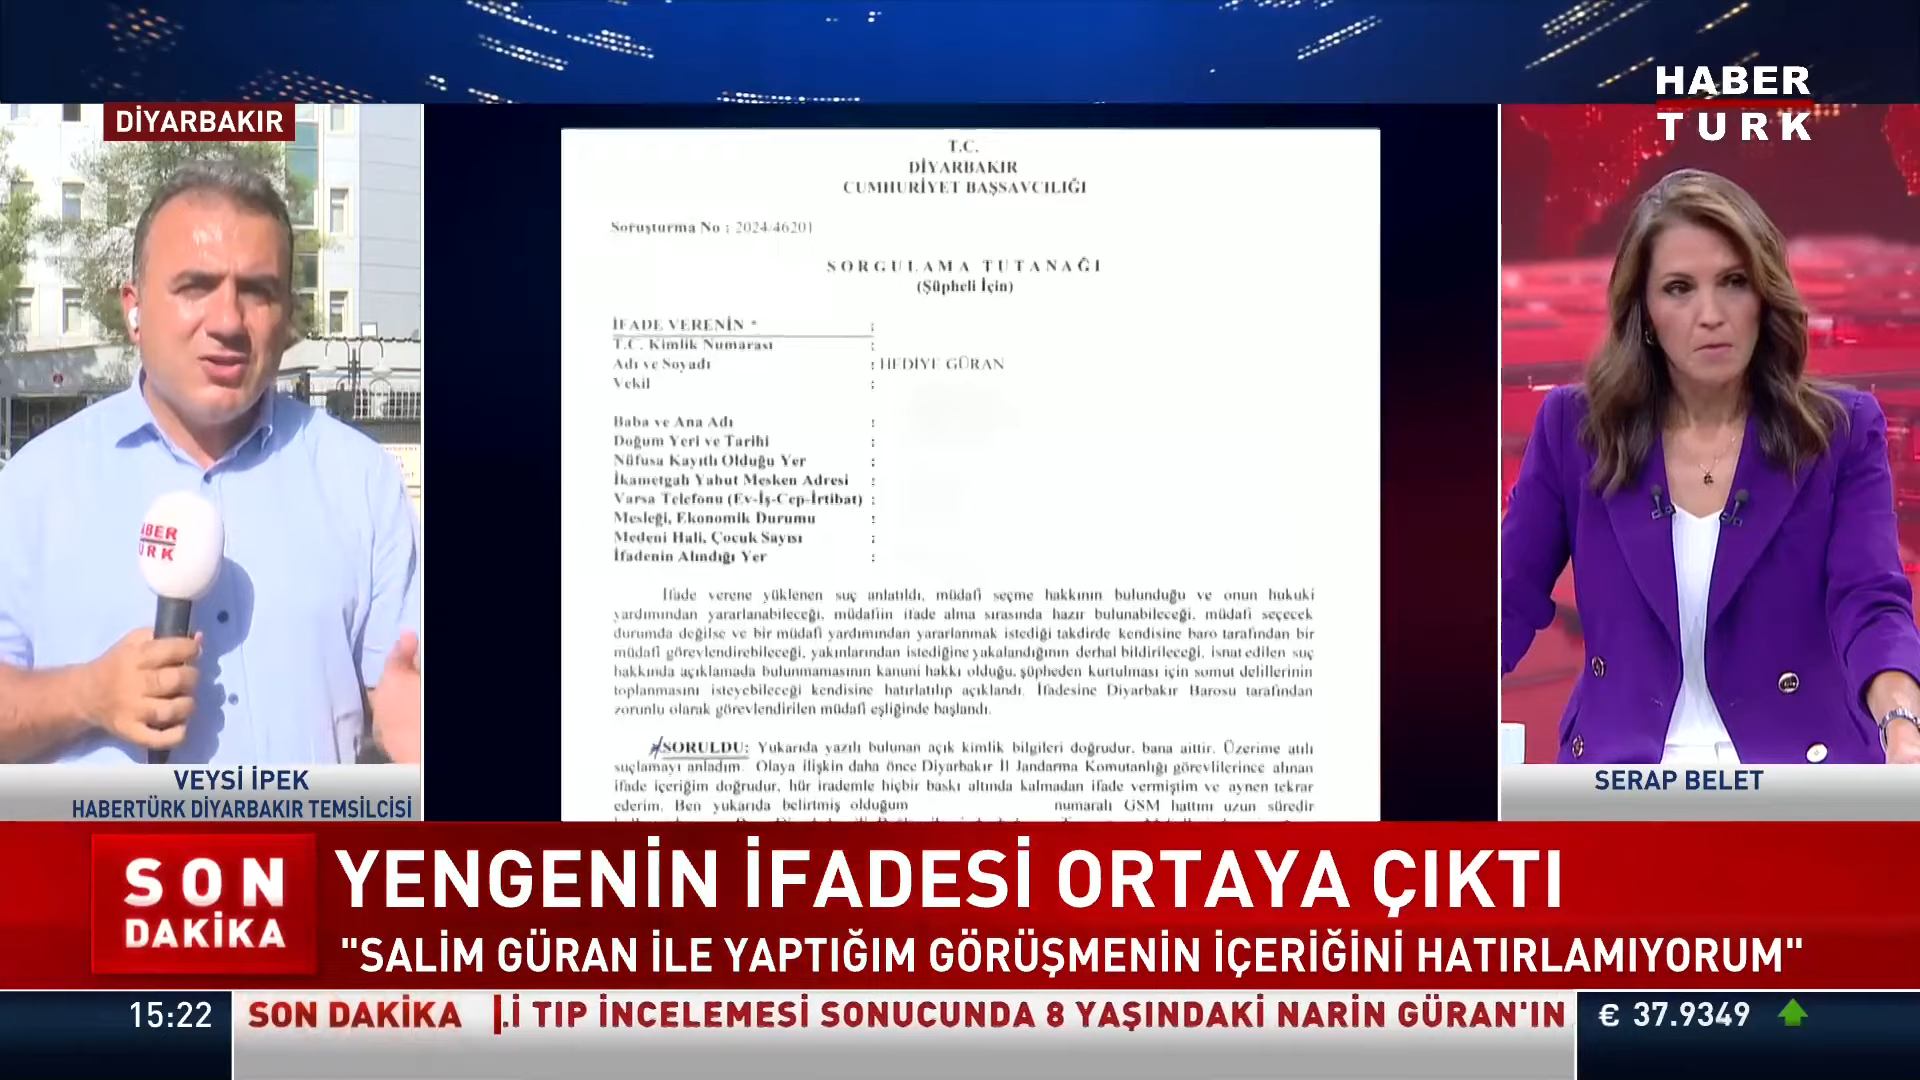 HABER
TURK
DİYARBAKIR
T.C.
DİYARBAKIR
CUMHURİYET BAŞSAVCILIĞI
Soruşturma No : 2024/46201
SORGULAMA TUTANAĞI
(Şüpheli İçin)
İFADE VERENİN * :
T.C. Kimlik Numarası :
Adı ve Soyadı : HEDİYE GÜRAN
Vekil :
Baba ve Ana Adı :
Doğum Yeri ve Tarihi :
Nüfusa Kayıtlı Olduğu Yer :
İkametgah Yahut Mesken Adresi :
Varsa Telefonu (Ev-İş-Cep-İrtibat) :
Mesleği, Ekonomik Durumu :
Medeni Hali, Çocuk Sayısı :
İfadenin Alındığı Yer :
İfade verene yüklenen suç anlatıldı, müdafi seçme hakkının bulunduğu ve onun hukuki
yardımından yararlanabileceği, müdafiin ifade alma sırasında hazır bulunabileceği, müdafi seçecek
durumda değilse ve bir müdafi yardımından yararlanmak istediği takdirde kendisine baro tarafından bir
müdafi görevlendirebileceği, yakınlarından istediğine yakalandığının derhal bildirileceği, isnat edilen suç
hakkında açıklamada bulunmamasının kanuni hakkı olduğu, şüpheden kurtulması için somut delillerinin
toplanmasını isteyebileceği kendisine hatırlatılıp açıklandı. İfadesine Diyarbakır Barosu tarafından
zorunlu olarak görevlendirilen müdafi eşliğinde başlandı.
SORULDU: Yukarıda yazılı bulunan açık kimlik bilgileri doğrudur, bana aittir. Üzerime atılı
suçlamayı anladım. Olaya ilişkin daha önce Diyarbakır İl Jandarma Komutanlığı görevlilerince alınan
ifade içeriğim doğrudur, hür irademle hiçbir baskı altında kalmadan ifade vermiştim ve aynen tekrar
ederim. Ben yukarıda belirtmiş olduğum numaralı GSM hattını uzun süredir
HABER
TURK
VEYSİ İPEK
HABERTÜRK DİYARBAKIR TEMSİLCİSİ
SERAP BELET
SON
DAKİKA
YENGENİN İFADESİ ORTAYA ÇIKTI
"SALİM GÜRAN İLE YAPTIĞIM GÖRÜŞMENİN İÇERİĞİNİ HATIRLAMIYORUM"
15:22 SON DAKİKA .İ TIP İNCELEMESİ SONUCUNDA 8 YAŞINDAKİ NARİN GÜRAN'IN € 37.9349